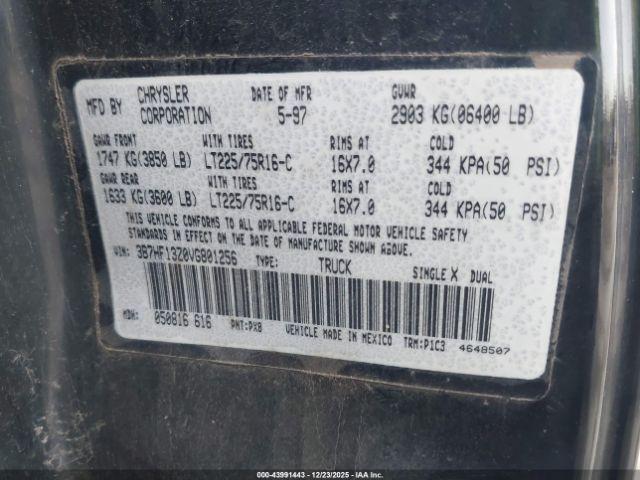 MFD BY CHRYSLER CORPORATION DATE OF MFR 5-97 GVWR 2903 KG(06400 LB)
GAWR FRONT WITH TIRES RIMS AT COLD
1747 KG(3850 LB) LT225/75R16-C 16X7.0 344 KPA(50 PSI)
GAWR REAR WITH TIRES RIMS AT COLD
1633 KG(3600 LB) LT225/75R16-C 16X7.0 344 KPA(50 PSI)
THIS VEHICLE CONFORMS TO ALL APPLICABLE FEDERAL MOTOR VEHICLE SAFETY
STANDARDS IN EFFECT ON THE DATE OF MANUFACTURE SHOWN ABOVE
VIN: 3B7HF13Z0VG801256 TYPE: TRUCK SINGLE X DUAL
MDH: 050816 616 PNT:PX8 VEHICLE MADE IN MEXICO TRM:P1C3 4648507
000-43991443 - 12/23/2025 - IAAI.COM